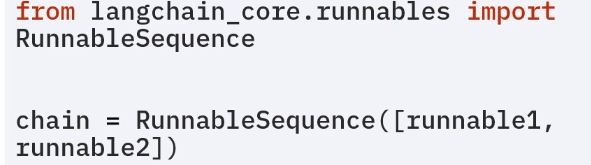 from langchain_core.runnables import
RunnableSequence
chain = RunnableSequence([runnable1,
runnable2])